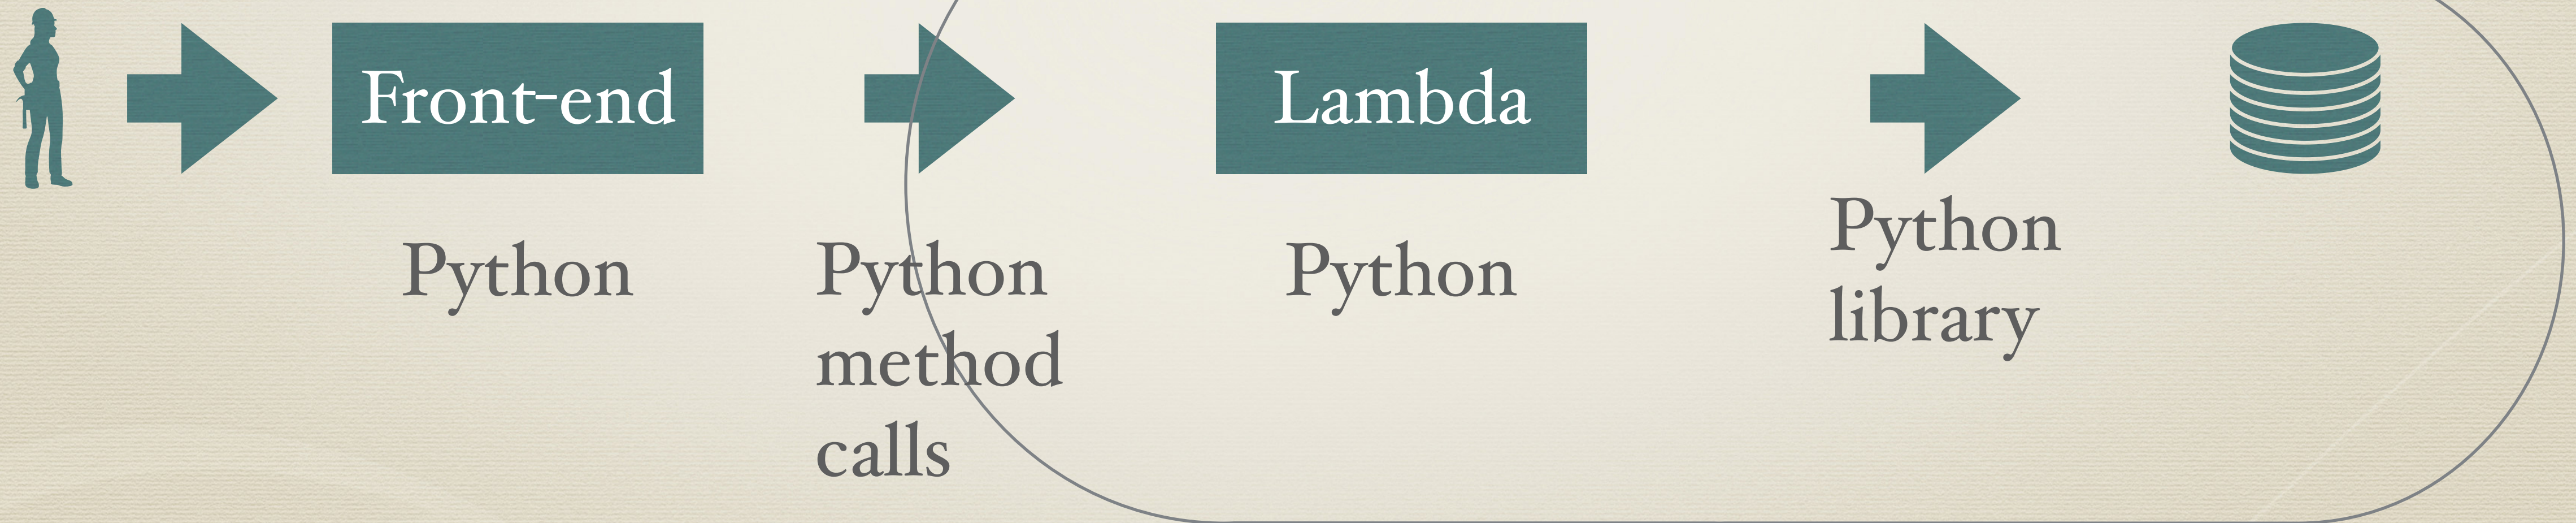 Front-end
Lambda
Python
Python
method
calls
Python
Python
library